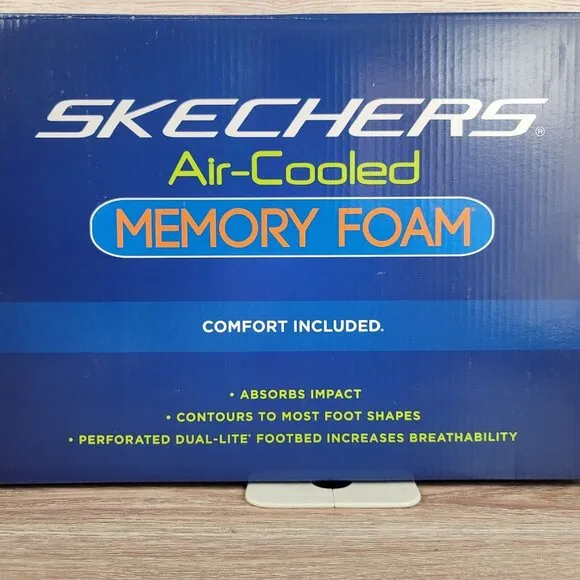 SKECHERS®
Air-Cooled
MEMORY FOAM®
COMFORT INCLUDED.
• ABSORBS IMPACT
• CONTOURS TO MOST FOOT SHAPES
• PERFORATED DUAL-LITE® FOOTBED INCREASES BREATHABILITY